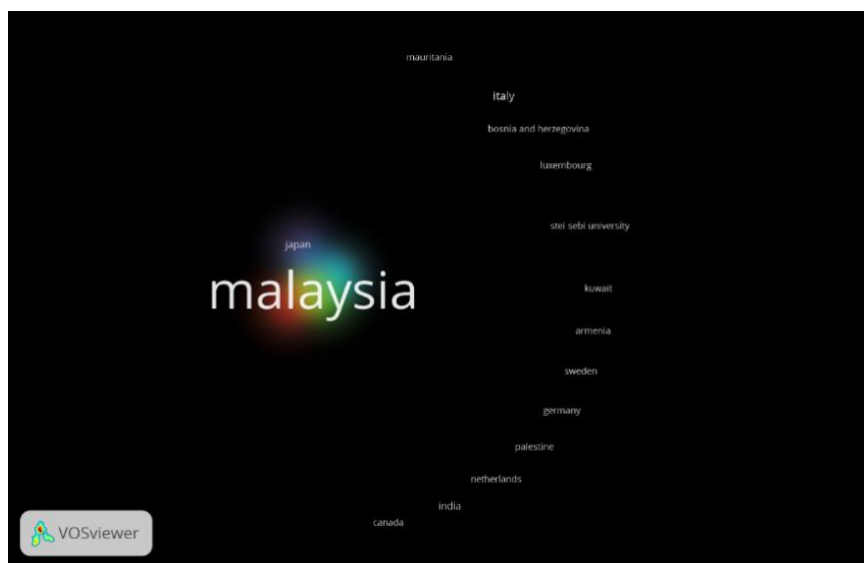 mauritania
italy
bosnia and herzegovina
luxembourg
stei sebi university
japan
malaysia
kuwait
armenia
sweden
germany
palestine
netherlands
india
canada
VOSviewer